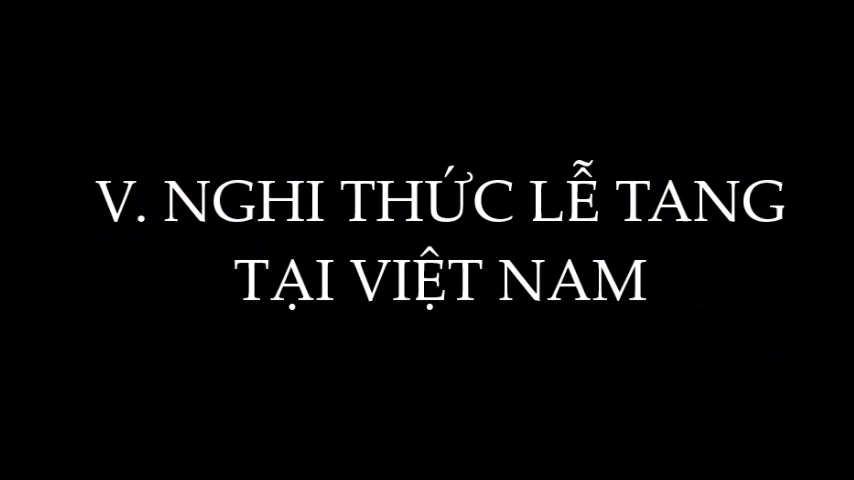 V. NGHI THỨC LỄ TANG
TẠI VIỆT NAM